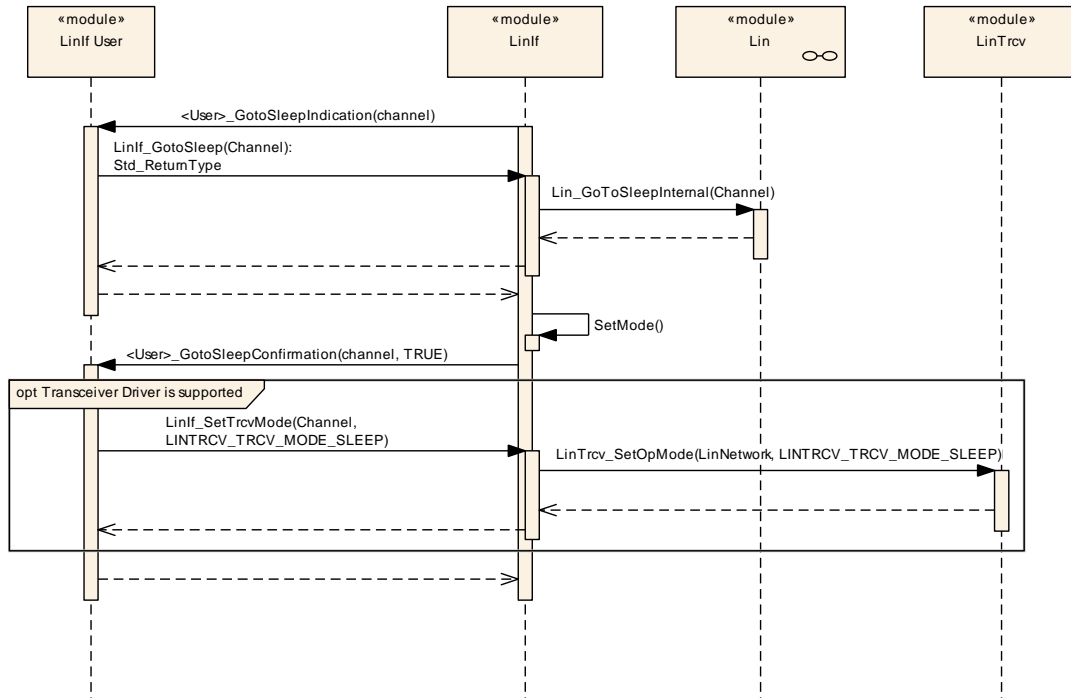 «module»
LinIf User
«module»
LinIf
«module»
Lin
«module»
LinTrcv
<User>_GotoSleepIndication(channel)
LinIf_GotoSleep(Channel):
Std_ReturnType
Lin_GoToSleepInternal(Channel)
SetMode()
<User>_GotoSleepConfirmation(channel, TRUE)
opt Transceiver Driver is supported
LinIf_SetTrcvMode(Channel,
LINTRCV_TRCV_MODE_SLEEP)
LinTrcv_SetOpMode(LinNetwork, LINTRCV_TRCV_MODE_SLEEP)